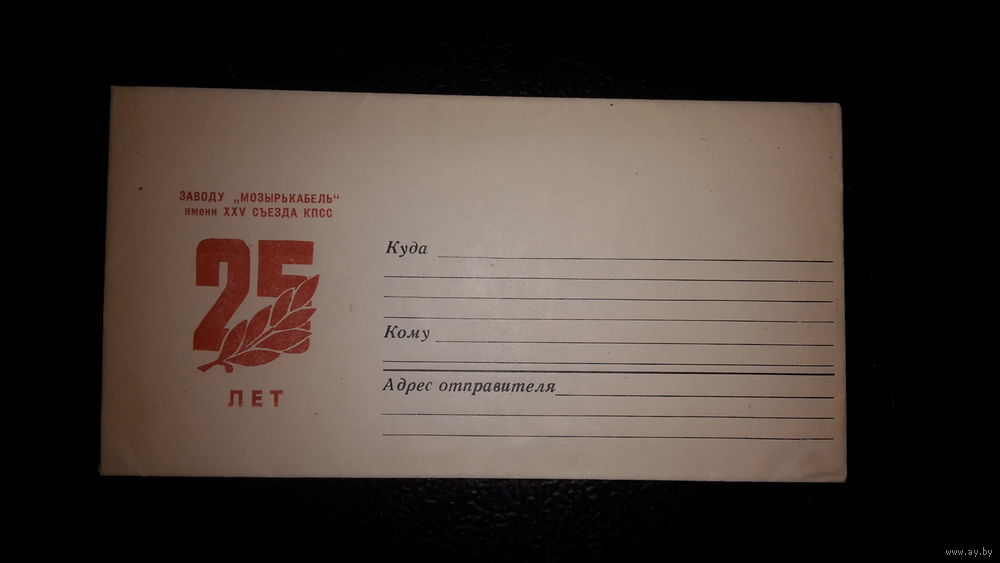 ЗАВОДУ „МОЗЫРЬКАБЕЛЬ“
имени XXV СЪЕЗДА КПСС
25
ЛЕТ
Куда
Кому
Адрес отправителя
www.ay.by